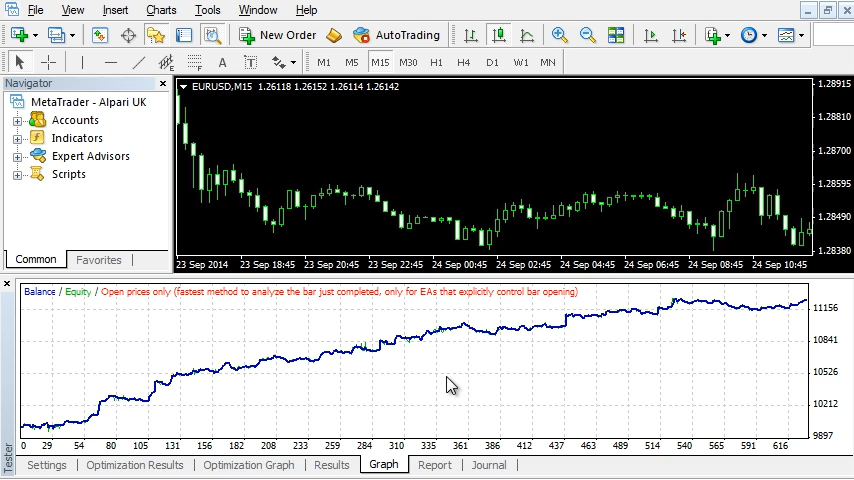 File View Insert Charts Tools Window Help
New Order AutoTrading
A T M1 M5 M15 M30 H1 H4 D1 W1 MN
Navigator
MetaTrader - Alpari UK
Accounts
Indicators
Expert Advisors
Scripts
Common Favorites
EURUSD,M15 1.26118 1.26152 1.26114 1.26142
1.28915
1.28810
1.28700
1.28595
1.28490
1.28380
23 Sep 2014 23 Sep 18:45 23 Sep 20:45 23 Sep 22:45 24 Sep 00:45 24 Sep 02:45 24 Sep 04:45 24 Sep 06:45 24 Sep 08:45 24 Sep 10:45
Balance / Equity / Open prices only (fastest method to analyze the bar just completed, only for EAs that explicitly control bar opening)
11156
10841
10526
10212
9897
0 29 54 80 105 131 156 182 208 233 259 284 310 335 361 386 412 437 463 489 514 540 565 591 616
Tester
Settings Optimization Results Optimization Graph Results Graph Report Journal